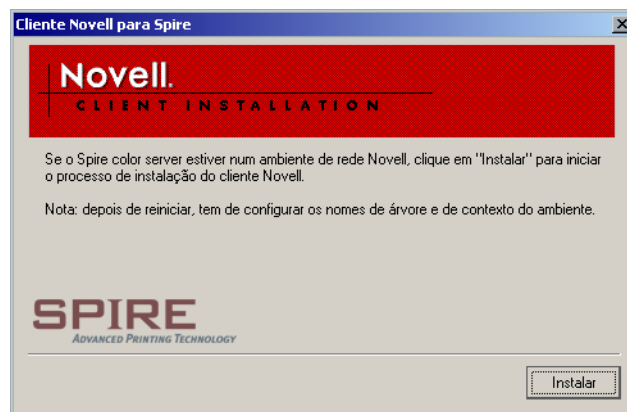 Cliente Novell para Spire
Novell.
CLIENT INSTALLATION
Se o Spire color server estiver num ambiente de rede Novell, clique em "Instalar" para iniciar
o processo de instalação do cliente Novell.
Nota: depois de reiniciar, tem de configurar os nomes de árvore e de contexto do ambiente.
SPIRE
ADVANCED PRINTING TECHNOLOGY
Instalar